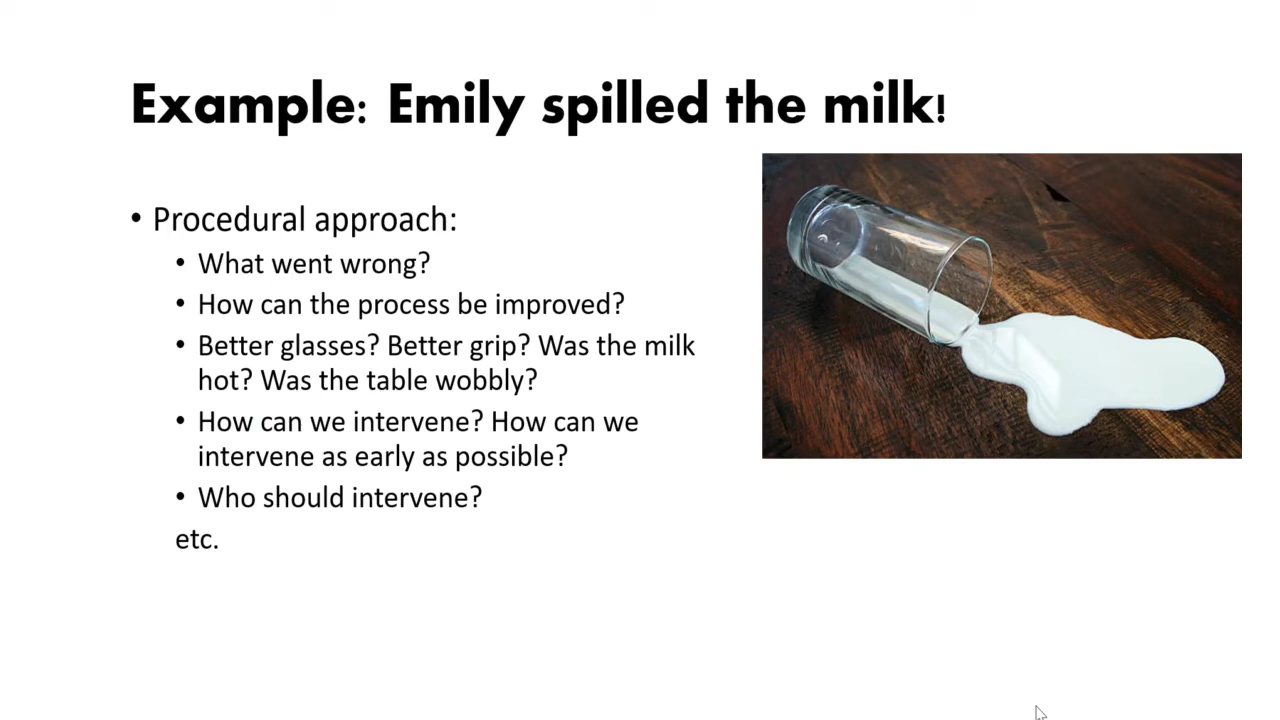 Example: Emily spilled the milk!
• Procedural approach:
• What went wrong?
• How can the process be improved?
• Better glasses? Better grip? Was the milk
hot? Was the table wobbly?
• How can we intervene? How can we
intervene as early as possible?
• Who should intervene?
etc.